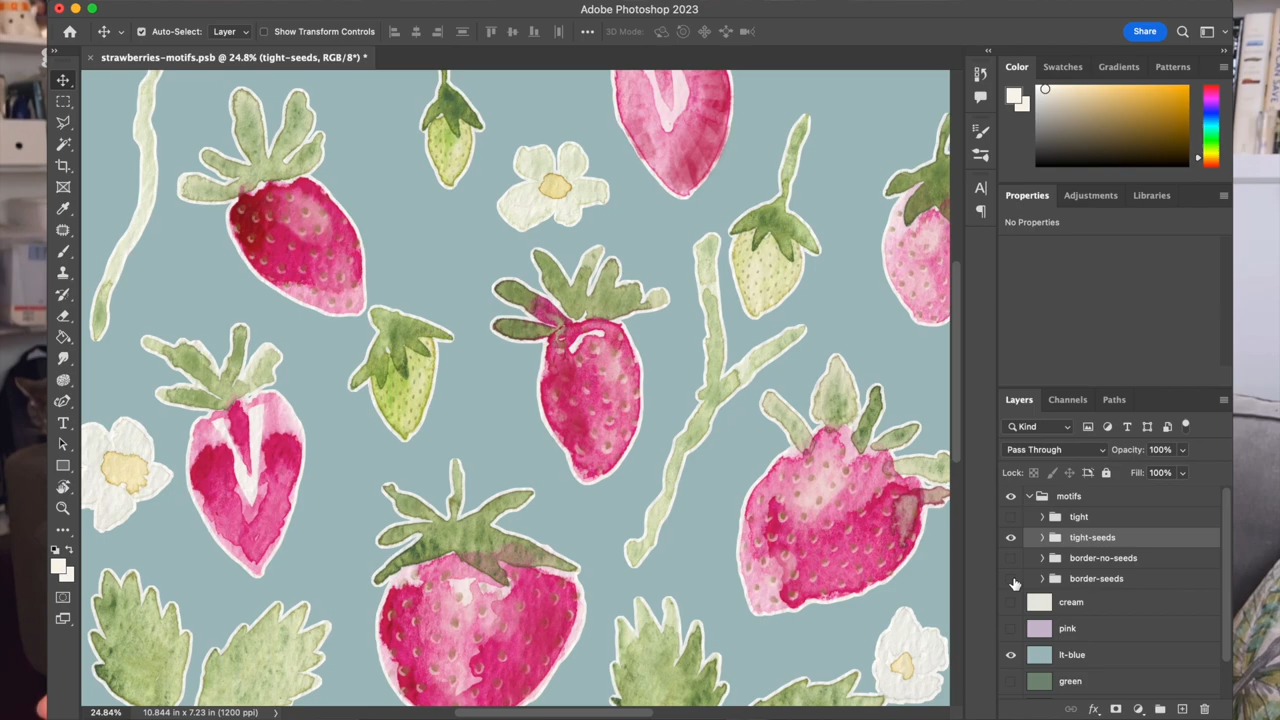 Adobe Photoshop 2023
Auto-Select: Layer Show Transform Controls 3D Mode: Share
strawberries-motifs.psb @ 24.8% (tight-seeds, RGB/8*) *
Color Swatches Gradients Patterns
Properties Adjustments Libraries
No Properties
Layers Channels Paths
Kind
Pass Through Opacity: 100%
Lock: Fill: 100%
motifs
tight
tight-seeds
border-no-seeds
border-seeds
cream
pink
lt-blue
green
24.84% 10.844 in x 7.23 in (1200 ppi)